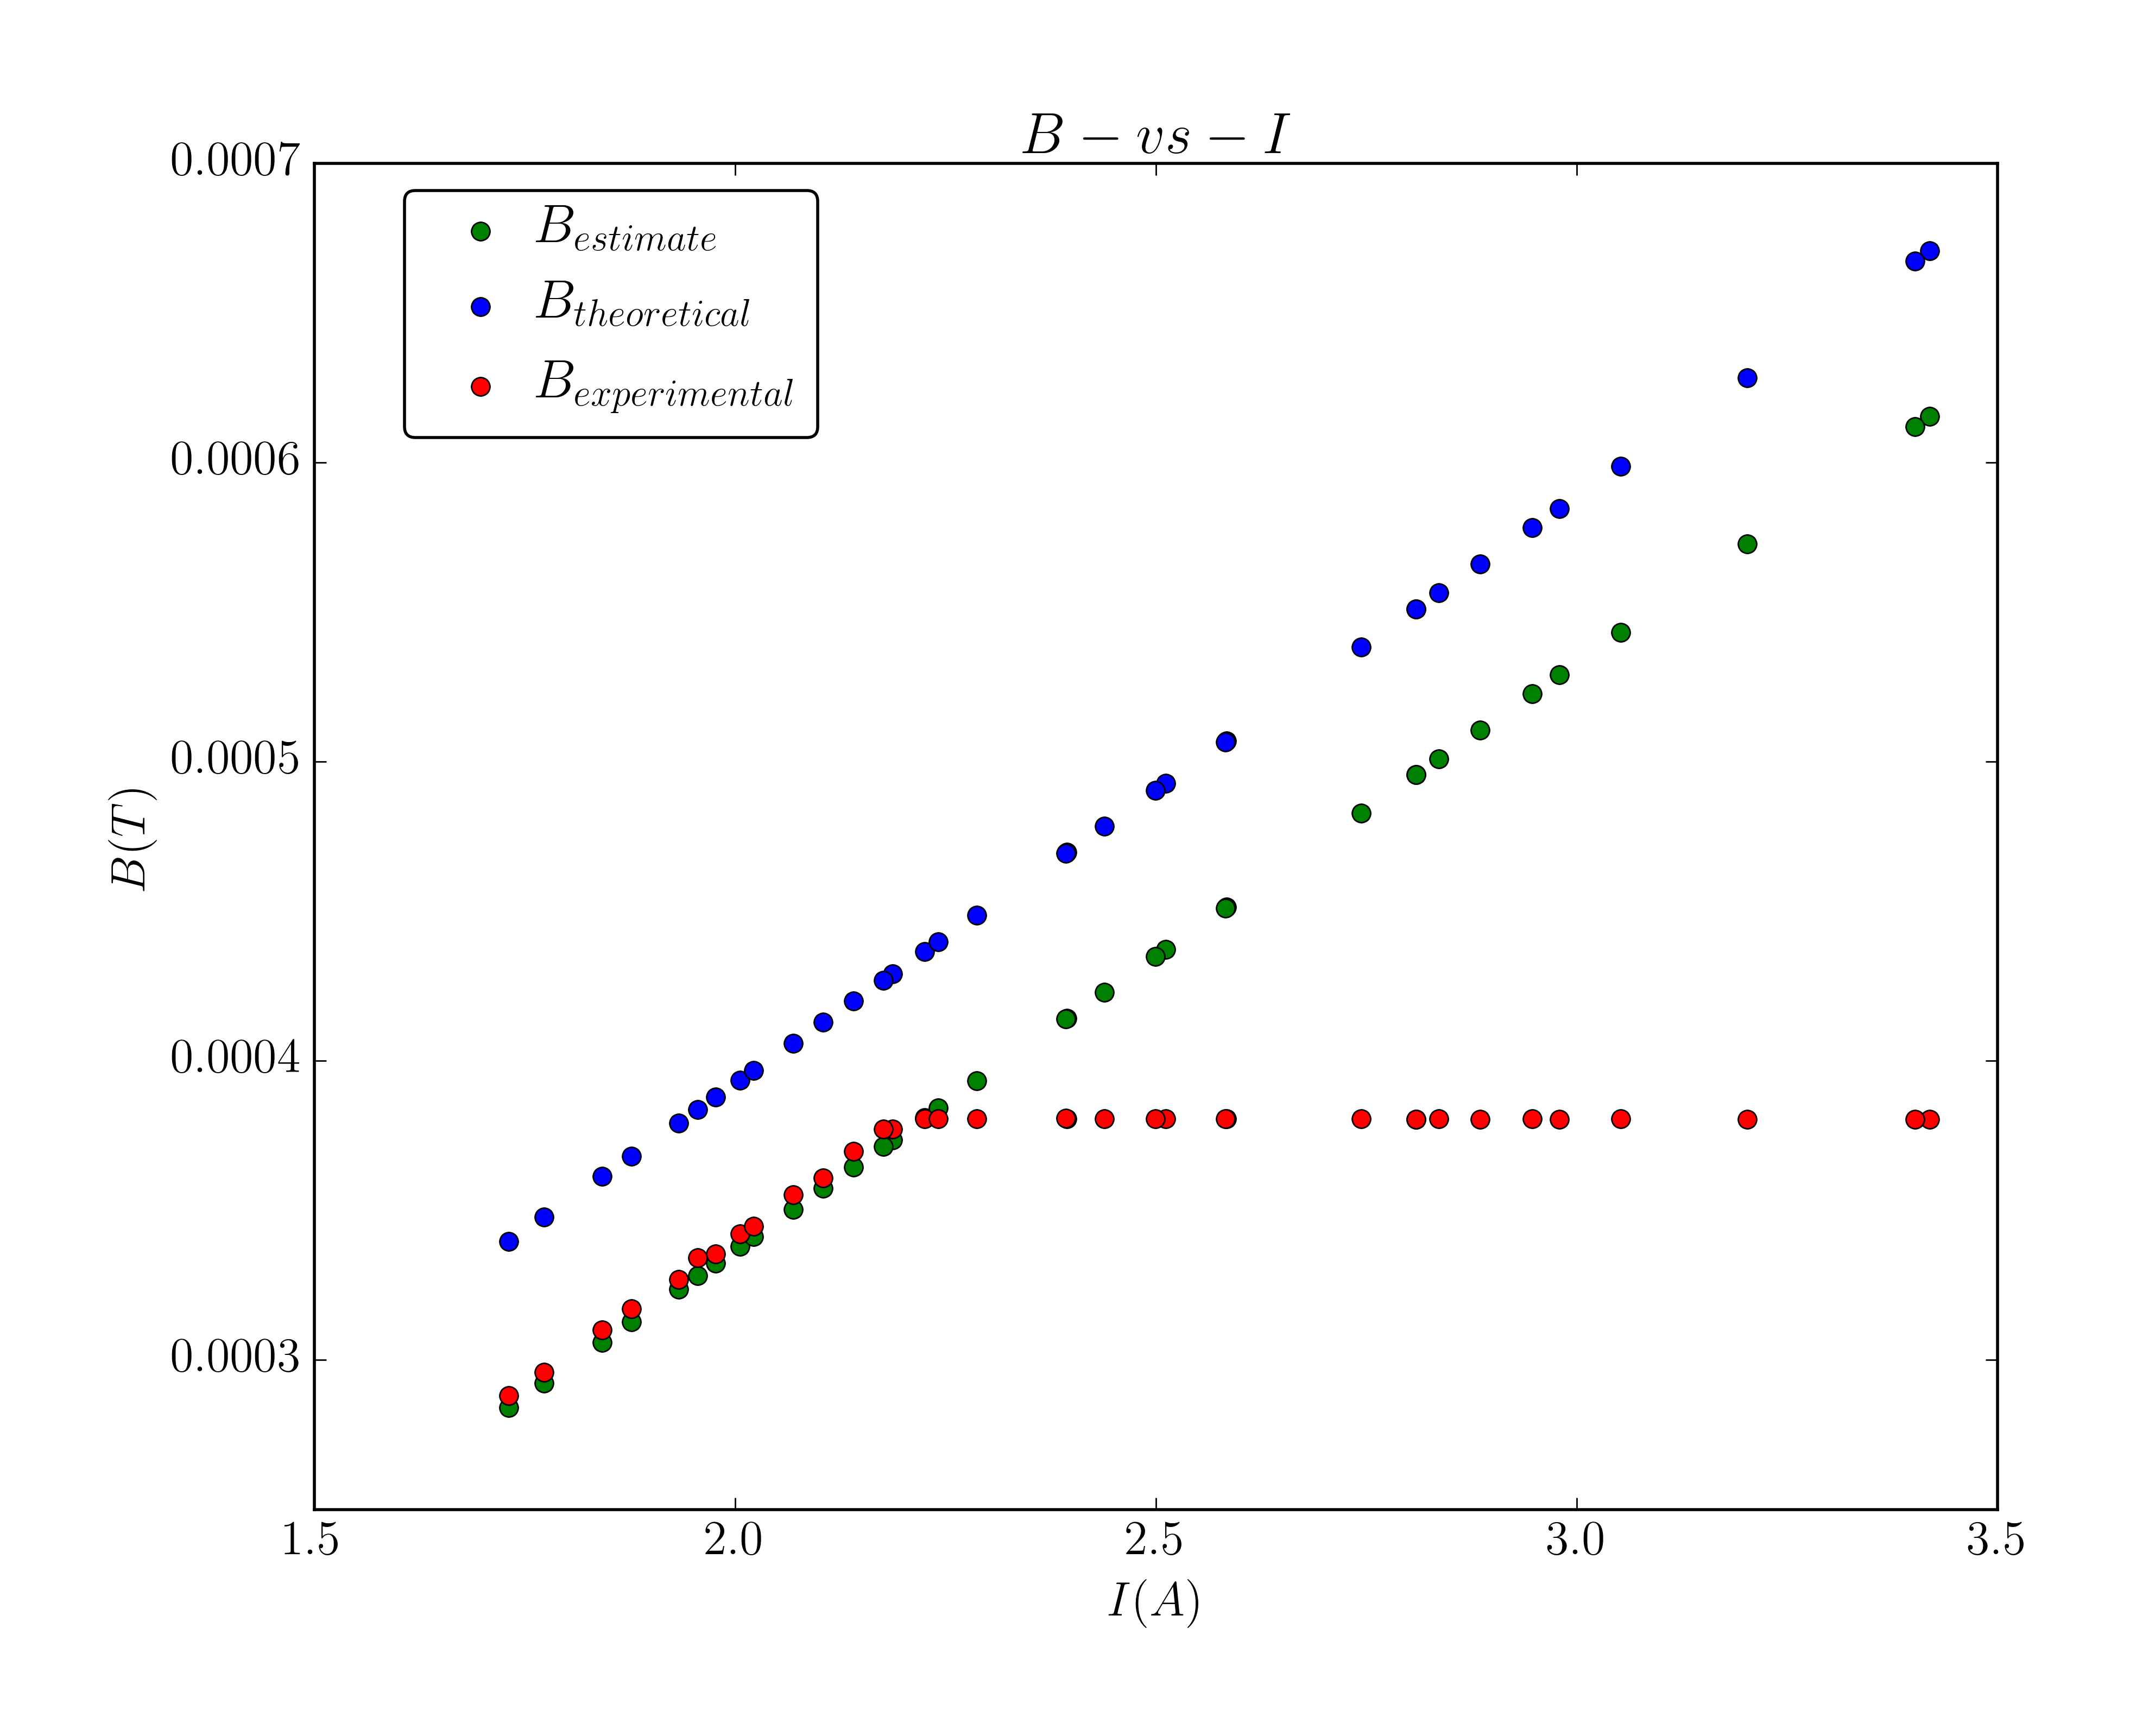 B − vs − I
0.0007
0.0006
0.0005
0.0004
0.0003
B(T)
B_estimate
B_theoretical
B_experimental
1.5 2.0 2.5 3.0 3.5
I(A)